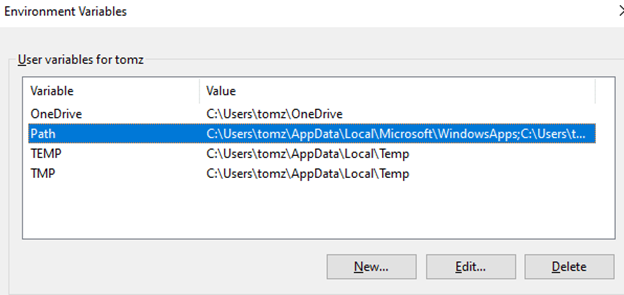 Environment Variables
User variables for tomz
Variable Value
OneDrive C:\Users\tomz\OneDrive
Path C:\Users\tomz\AppData\Local\Microsoft\WindowsApps;C:\Users\t...
TEMP C:\Users\tomz\AppData\Local\Temp
TMP C:\Users\tomz\AppData\Local\Temp
New... Edit... Delete